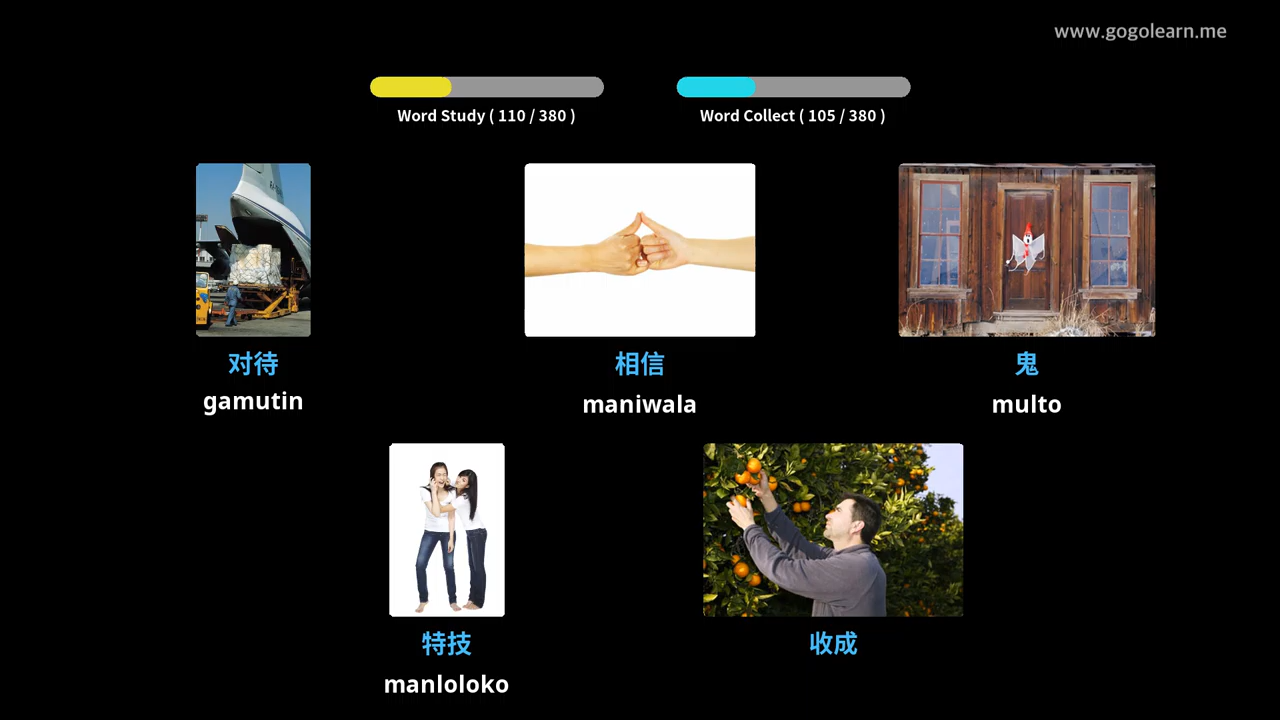 www.gogolearn.me
Word Study ( 110 / 380 )
Word Collect ( 105 / 380 )
对待
gamutin
相信
maniwala
鬼
multo
特技
manloloko
收成